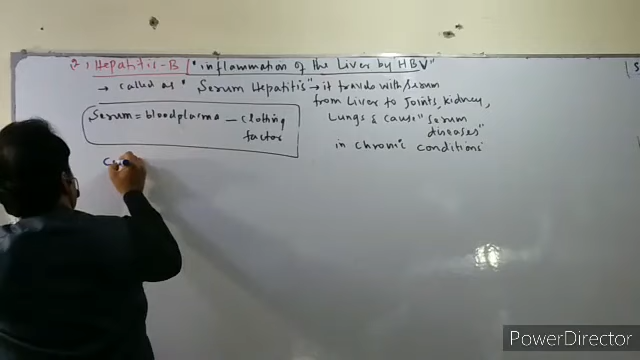 2, Hepatitis-B / "inflammation of the Liver by HBV"
→ called as "Serum Hepatitis" → it travels with serum
from Liver to Joints, kidney,
Lungs & cause "serum
diseases"
in chronic conditions
Serum = bloodplasma — clotting
factor
PowerDirector